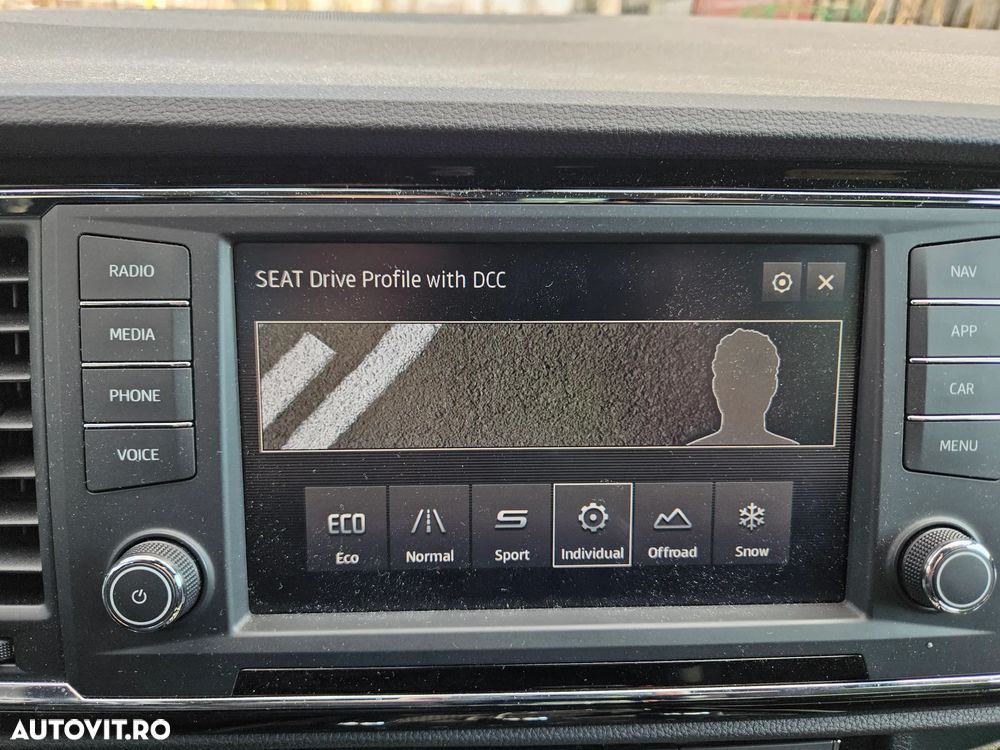 SEAT Drive Profile with DCC
RADIO
MEDIA
PHONE
VOICE
NAV
APP
CAR
MENU
ECO
Eco
Normal
Sport
Individual
Offroad
Snow
AUTOVIT.RO